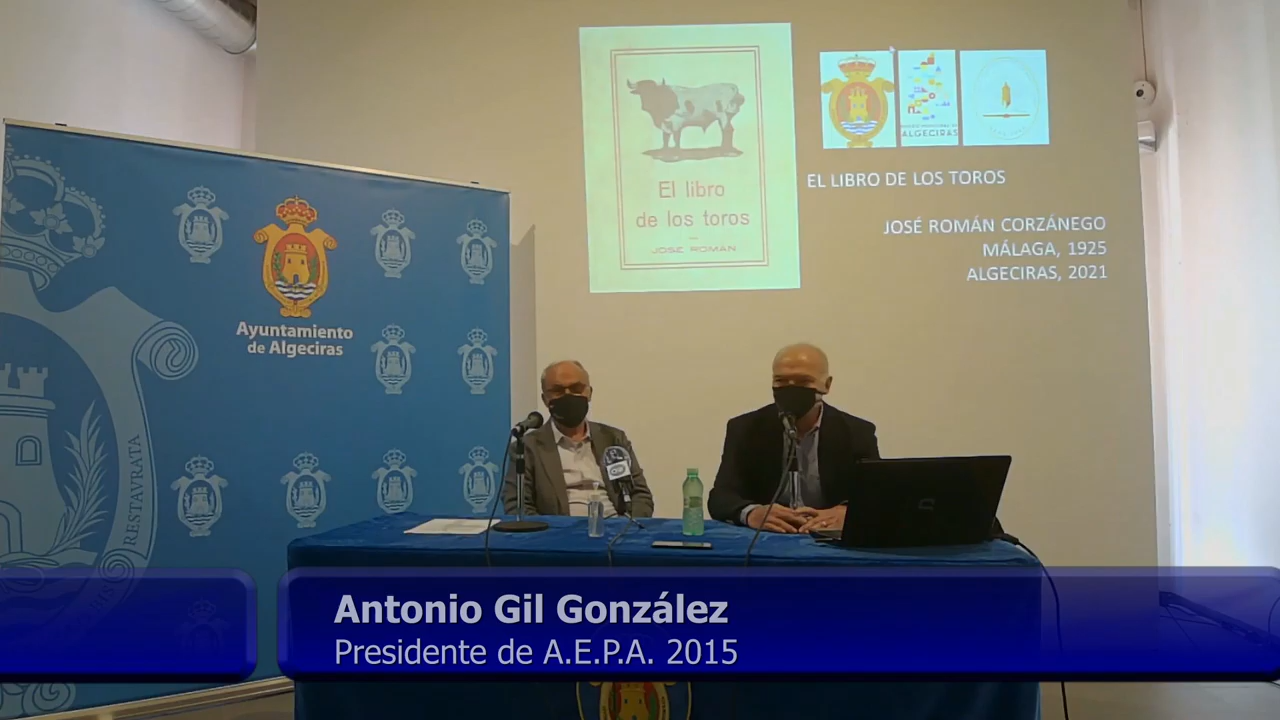 Ayuntamiento
de Algeciras
RESTAVRATA
El libro
de los toros
JOSE ROMÁN
ALGECIRAS
EL LIBRO DE LOS TOROS
JOSÉ ROMÁN CORZÁNEGO
MÁLAGA, 1925
ALGECIRAS, 2021
Antonio Gil González
Presidente de A.E.P.A. 2015